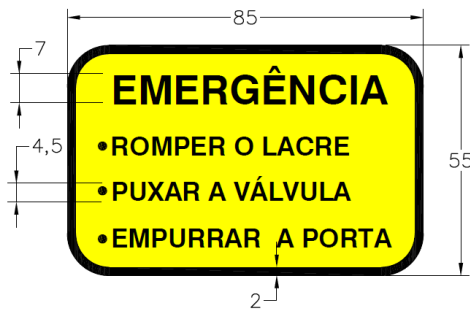 85
7
EMERGÊNCIA
4,5
•ROMPER O LACRE
•PUXAR A VÁLVULA
55
•EMPURRAR A PORTA
2